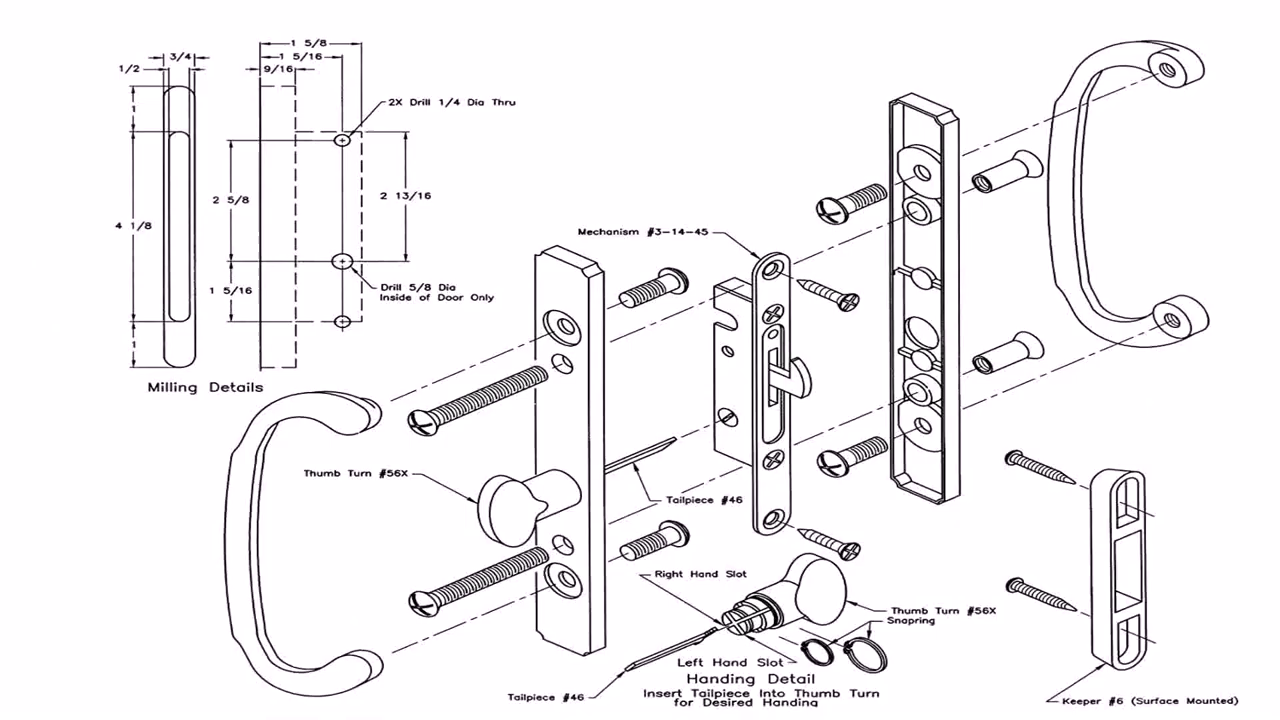 3/4
1/2
1 5/8
1 5/16
9/16
2X Drill 1/4 Dia Thru
2 5/8
2 13/16
4 1/8
1 5/16
Drill 5/8 Dia
Inside of Door Only
Milling Details
Mechanism #3-14-45
Thumb Turn #56X
Tailpiece #46
Right Hand Slot
Thumb Turn #56X
Snapring
Left Hand Slot
Handing Detail
Insert Tailpiece Into Thumb Turn
for Desired Handing
Tailpiece #46
Keeper #6 (Surface Mounted)